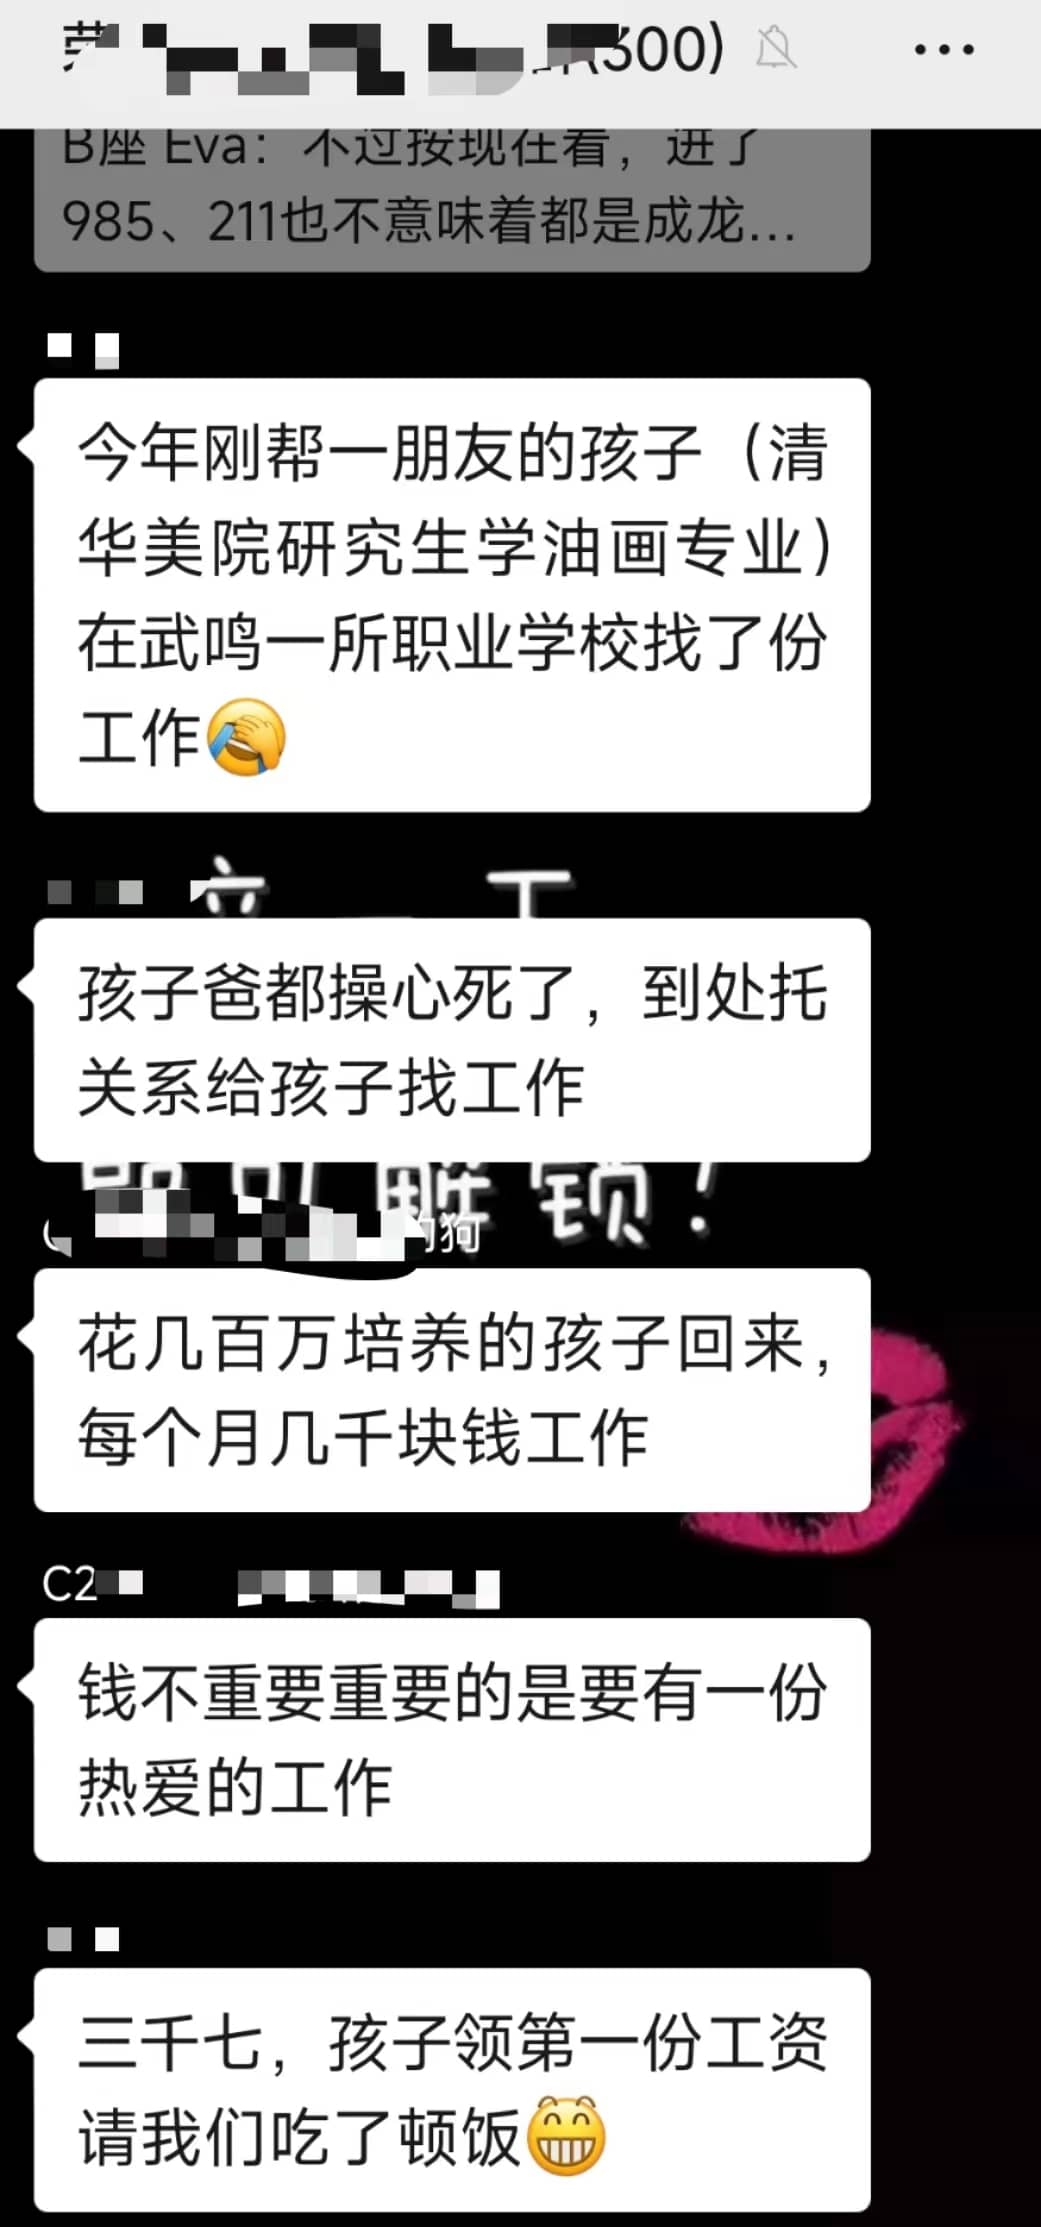 300)
B座 Eva：不过按现在看，进了
985、211也不意味着都是成龙...
今年刚帮一朋友的孩子（清
华美院研究生学油画专业）
在武鸣一所职业学校找了份
工作
孩子爸都操心死了，到处托
关系给孩子找工作
解锁！
狗
花几百万培养的孩子回来，
每个月几千块钱工作
C2
钱不重要重要的是要有一份
热爱的工作
三千七，孩子领第一份工资
请我们吃了顿饭